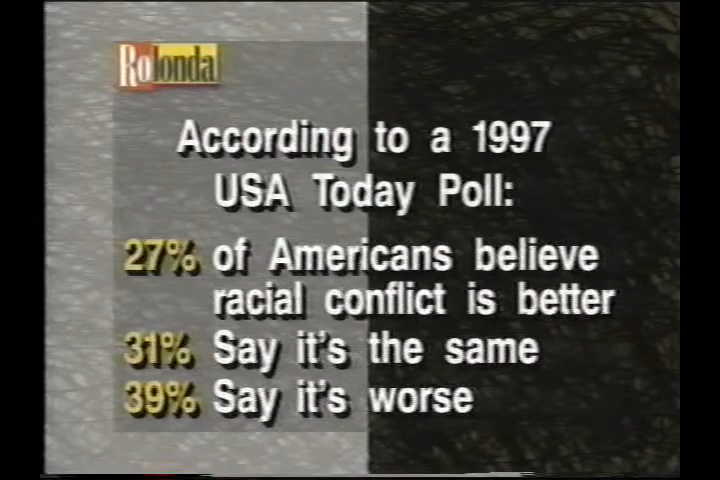 Rolonda
According to a 1997
USA Today Poll:
27% of Americans believe
racial conflict is better
31% Say it's the same
39% Say it's worse